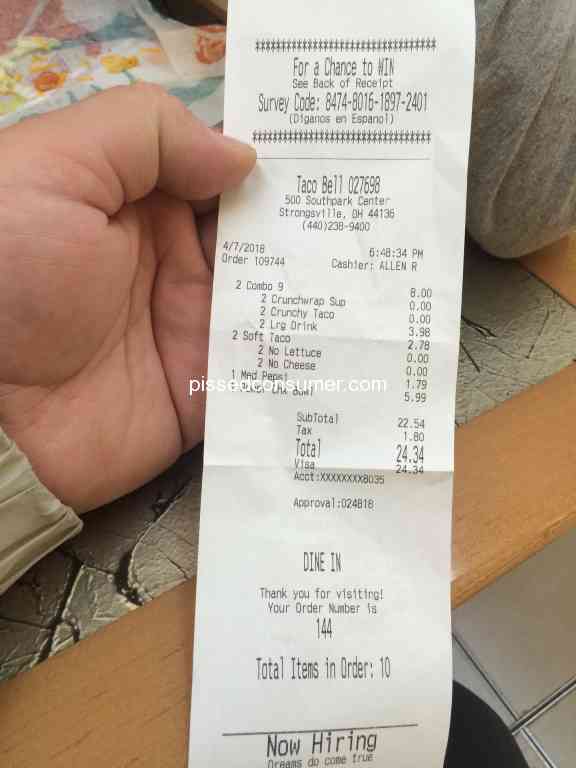 ************************************
For a Chance to WIN
See Back of Receipt
Survey Code: 8474-8016-1897-2401
(Diganos en Espanol)
************************************
Taco Bell 027698
500 Southpark Center
Strongsville, OH 44136
(440)238-9400
4/7/2018 6:48:34 PM
Order 109744 Cashier: ALLEN R
2 Combo 9 8.00
2 Crunchwrap Sup 0.00
2 Crunchy Taco 0.00
2 Lrg Drink 3.98
2 Soft Taco 2.78
2 No Lettuce 0.00
2 No Cheese 0.00
1 Med Pepsi 1.79
Bowl 5.99
pissedconsumer.com
SubTotal 22.54
Tax 1.80
Total 24.34
Visa 24.34
Acct:XXXXXXXX8035
Approval:024818
DINE IN
Thank you for visiting!
Your Order Number is
144
Total Items in Order: 10
Now Hiring
Dreams do come true